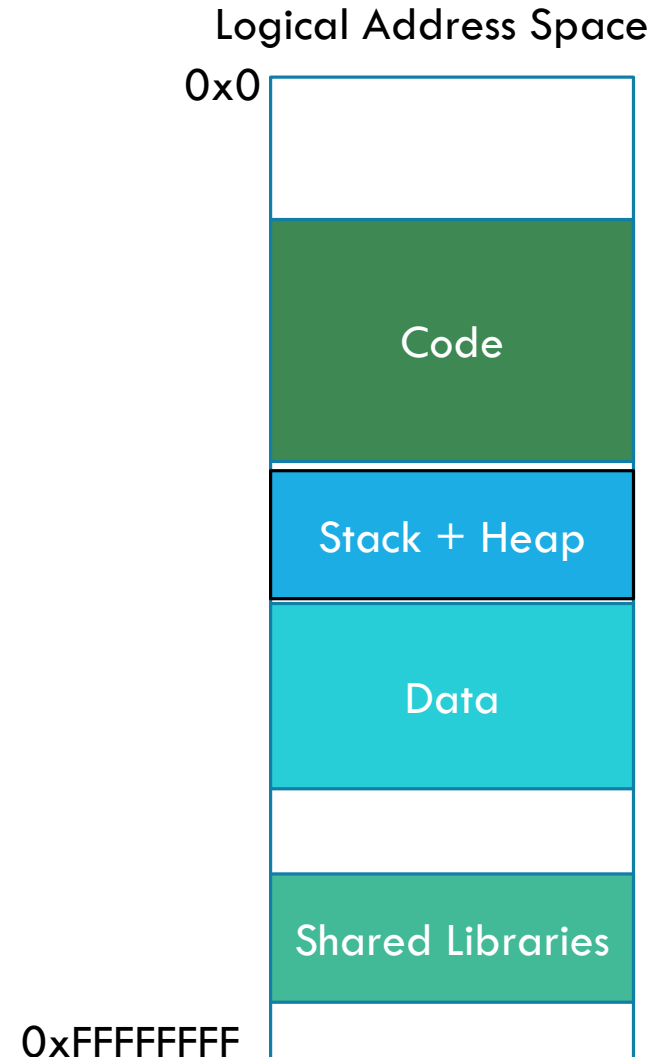 Logical Address Space
0x0
Code
Stack + Heap
Data
Shared Libraries
0xFFFFFFFF